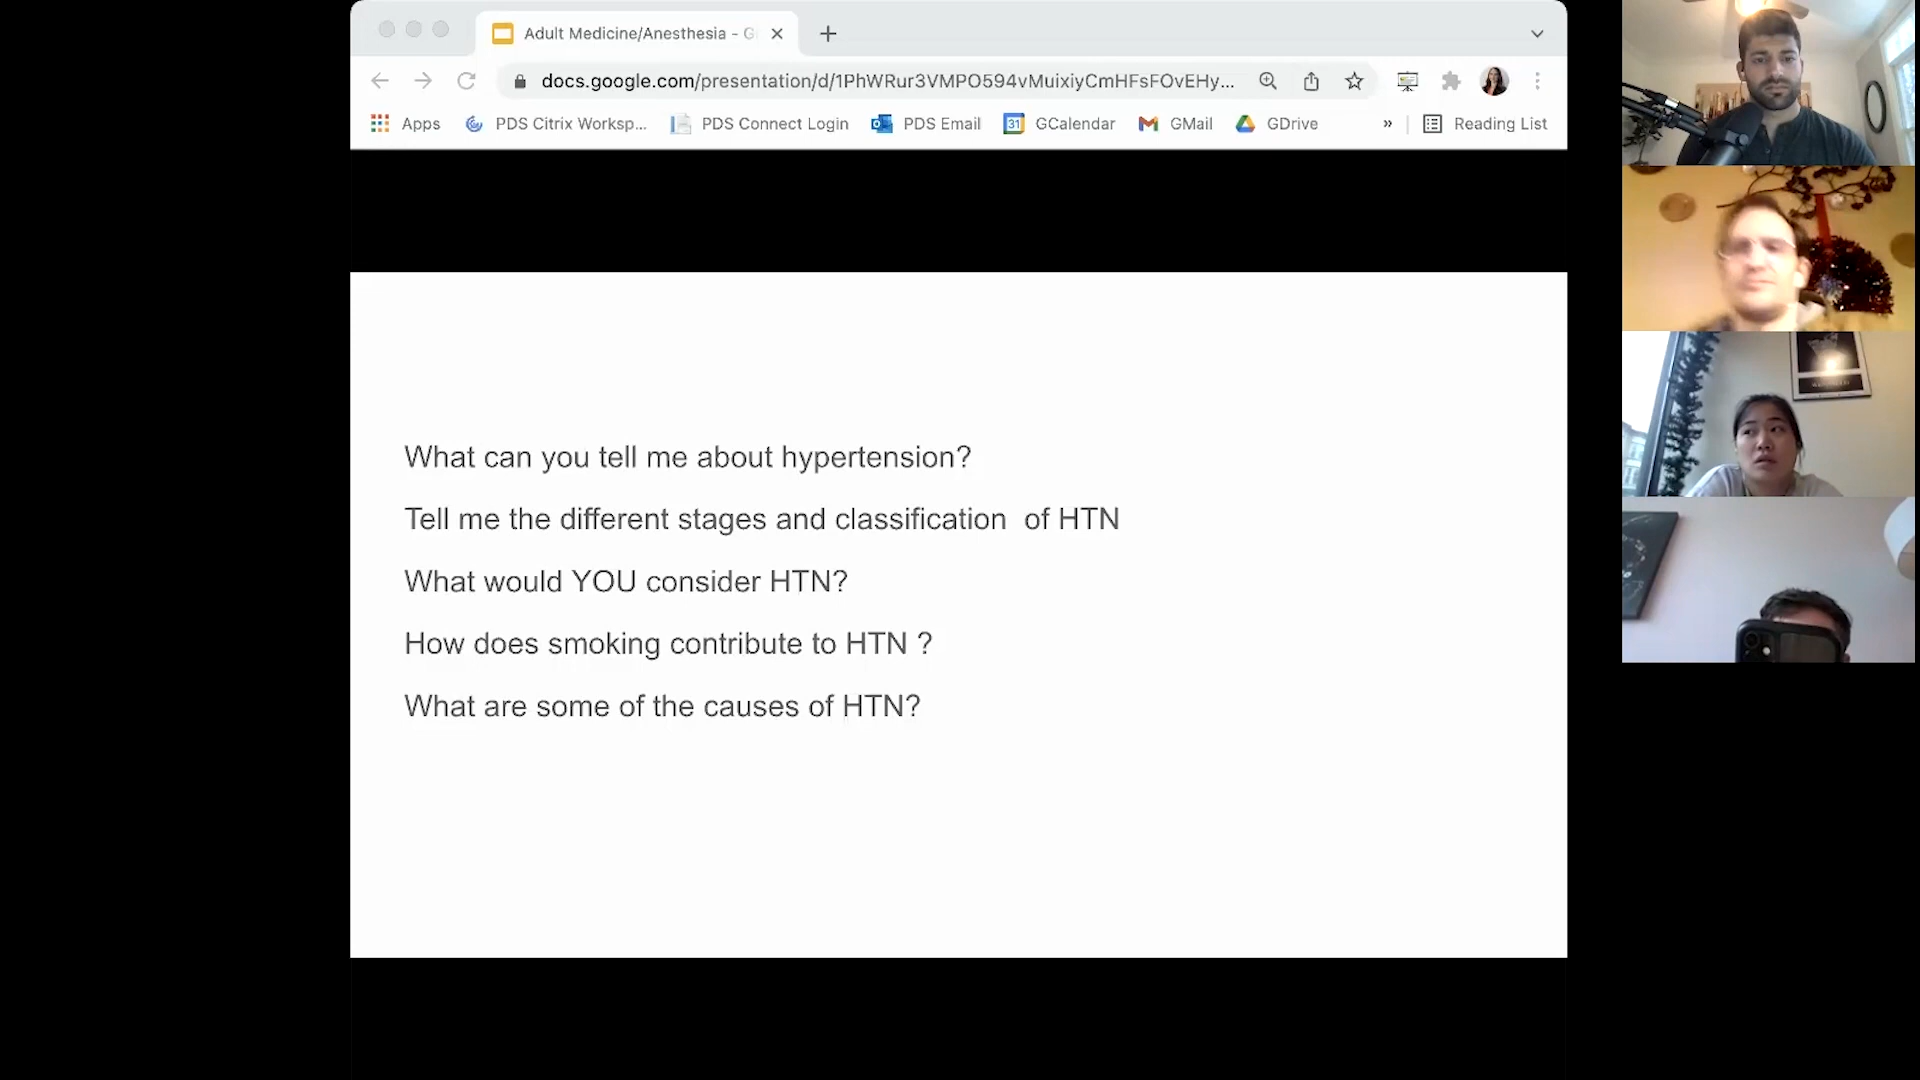 Adult Medicine/Anesthesia - G
docs.google.com/presentation/d/1PhWRur3VMPO594vMuixiyCmHFsFOvEHy...
Apps PDS Citrix Worksp... PDS Connect Login PDS Email 31 GCalendar GMail GDrive » Reading List
What can you tell me about hypertension?
Tell me the different stages and classification of HTN
What would YOU consider HTN?
How does smoking contribute to HTN ?
What are some of the causes of HTN?